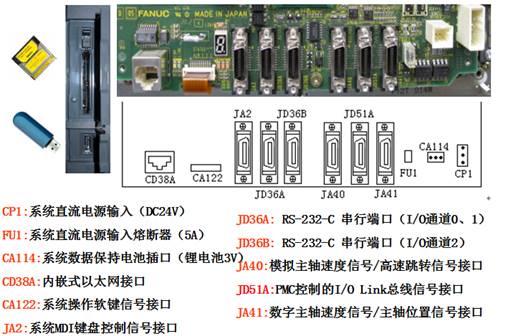 FANUC MADE IN JAPAN
JA2 JD36B JD51A
CA114
CD38A CA122 FU1 CP1
JD36A JA40 JA41
CP1:系统直流电源输入（DC24V）
FU1:系统直流电源输入熔断器（5A）
CA114:系统数据保持电池插口（锂电池3V）
CD38A:内嵌式以太网接口
CA122:系统操作软键信号接口
JA2:系统MDI键盘控制信号接口
JD36A: RS-232-C 串行端口（I/O通道0、1）
JD36B: RS-232-C 串行端口（I/O通道2）
JA40:模拟主轴速度信号/高速跳转信号接口
JD51A:PMC控制的I/O Link总线信号接口
JA41:数字主轴速度信号/主轴位置信号接口